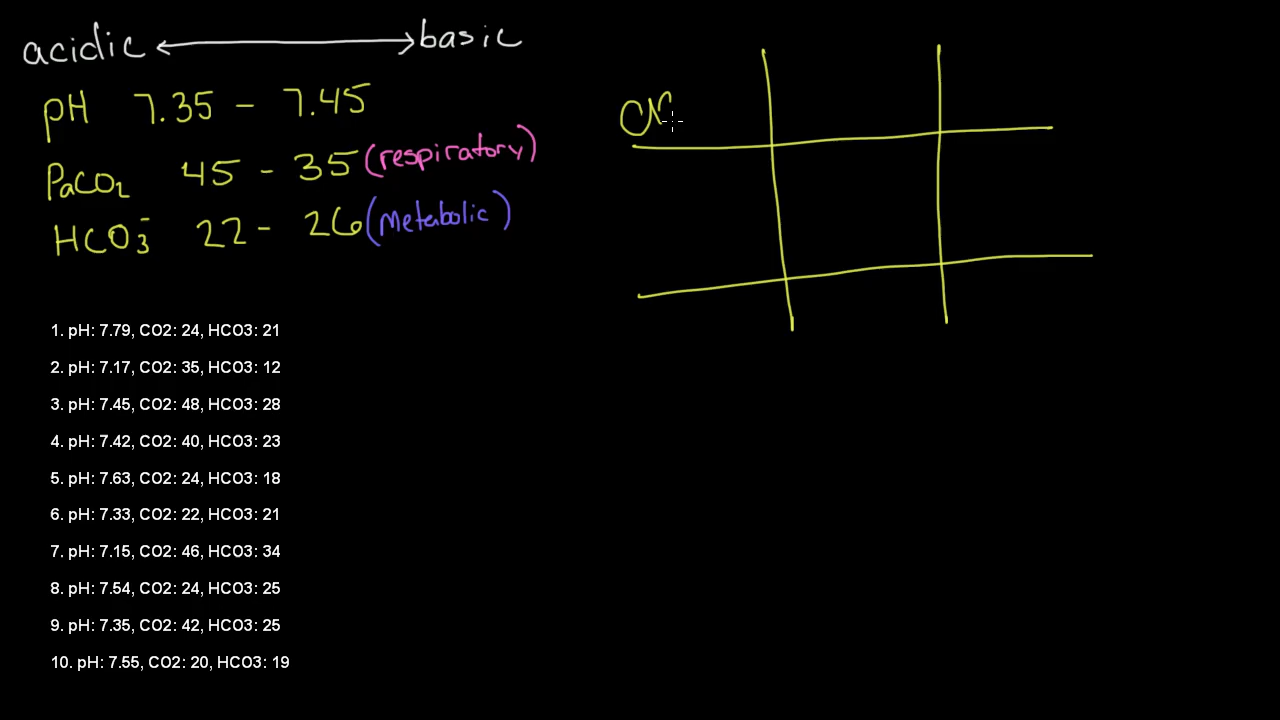 acidic ↔ basic
pH 7.35 - 7.45
PaCO2 45 - 35 (respiratory)
HCO3- 22 - 26 (metabolic)
1. pH: 7.79, CO2: 24, HCO3: 21
2. pH: 7.17, CO2: 35, HCO3: 12
3. pH: 7.45, CO2: 48, HCO3: 28
4. pH: 7.42, CO2: 40, HCO3: 23
5. pH: 7.63, CO2: 24, HCO3: 18
6. pH: 7.33, CO2: 22, HCO3: 21
7. pH: 7.15, CO2: 46, HCO3: 34
8. pH: 7.54, CO2: 24, HCO3: 25
9. pH: 7.35, CO2: 42, HCO3: 25
10. pH: 7.55, CO2: 20, HCO3: 19